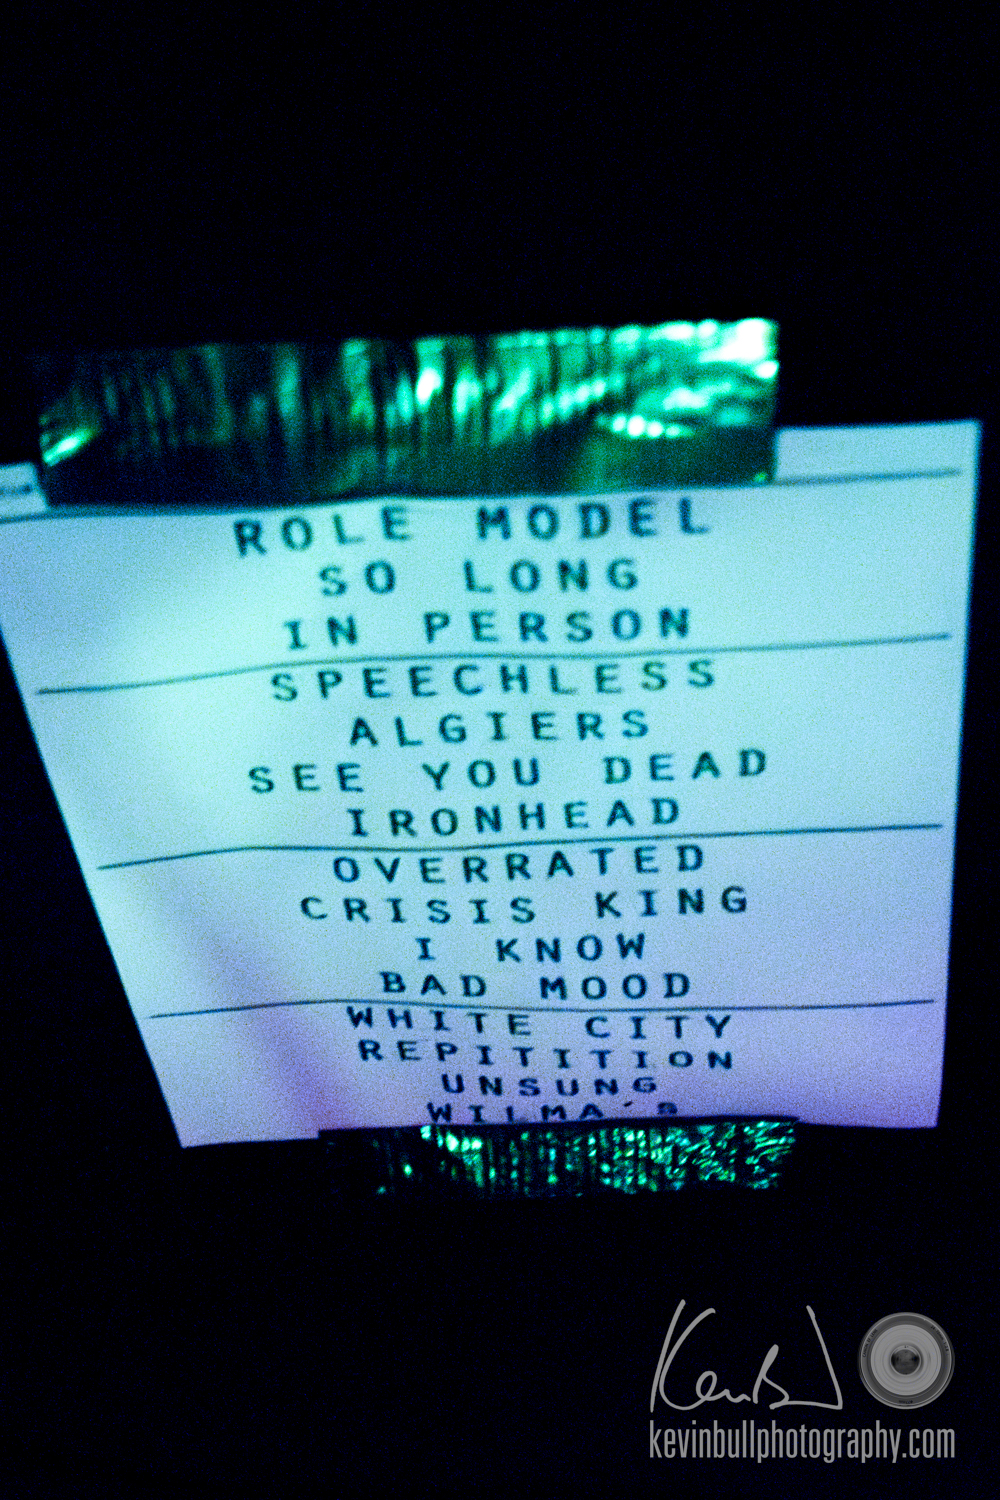 ROLE MODEL
SO LONG
IN PERSON
SPEECHLESS
ALGIERS
SEE YOU DEAD
IRONHEAD
OVERRATED
CRISIS KING
I KNOW
BAD MOOD
WHITE CITY
REPITITION
UNSUNG
WILMA'S
kevinbullphotography.com